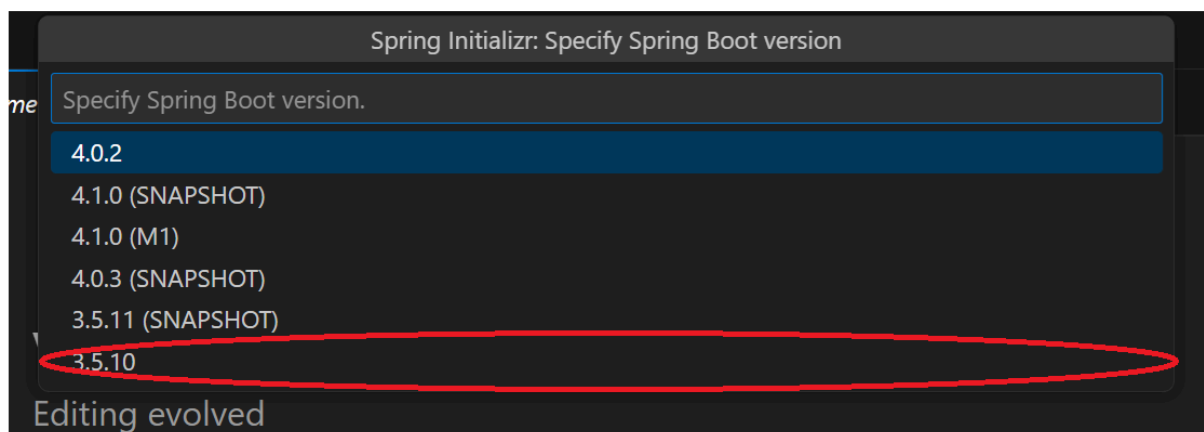 Spring Initializr: Specify Spring Boot version
me
Specify Spring Boot version.
4.0.2
4.1.0 (SNAPSHOT)
4.1.0 (M1)
4.0.3 (SNAPSHOT)
3.5.11 (SNAPSHOT)
3.5.10
Editing evolved